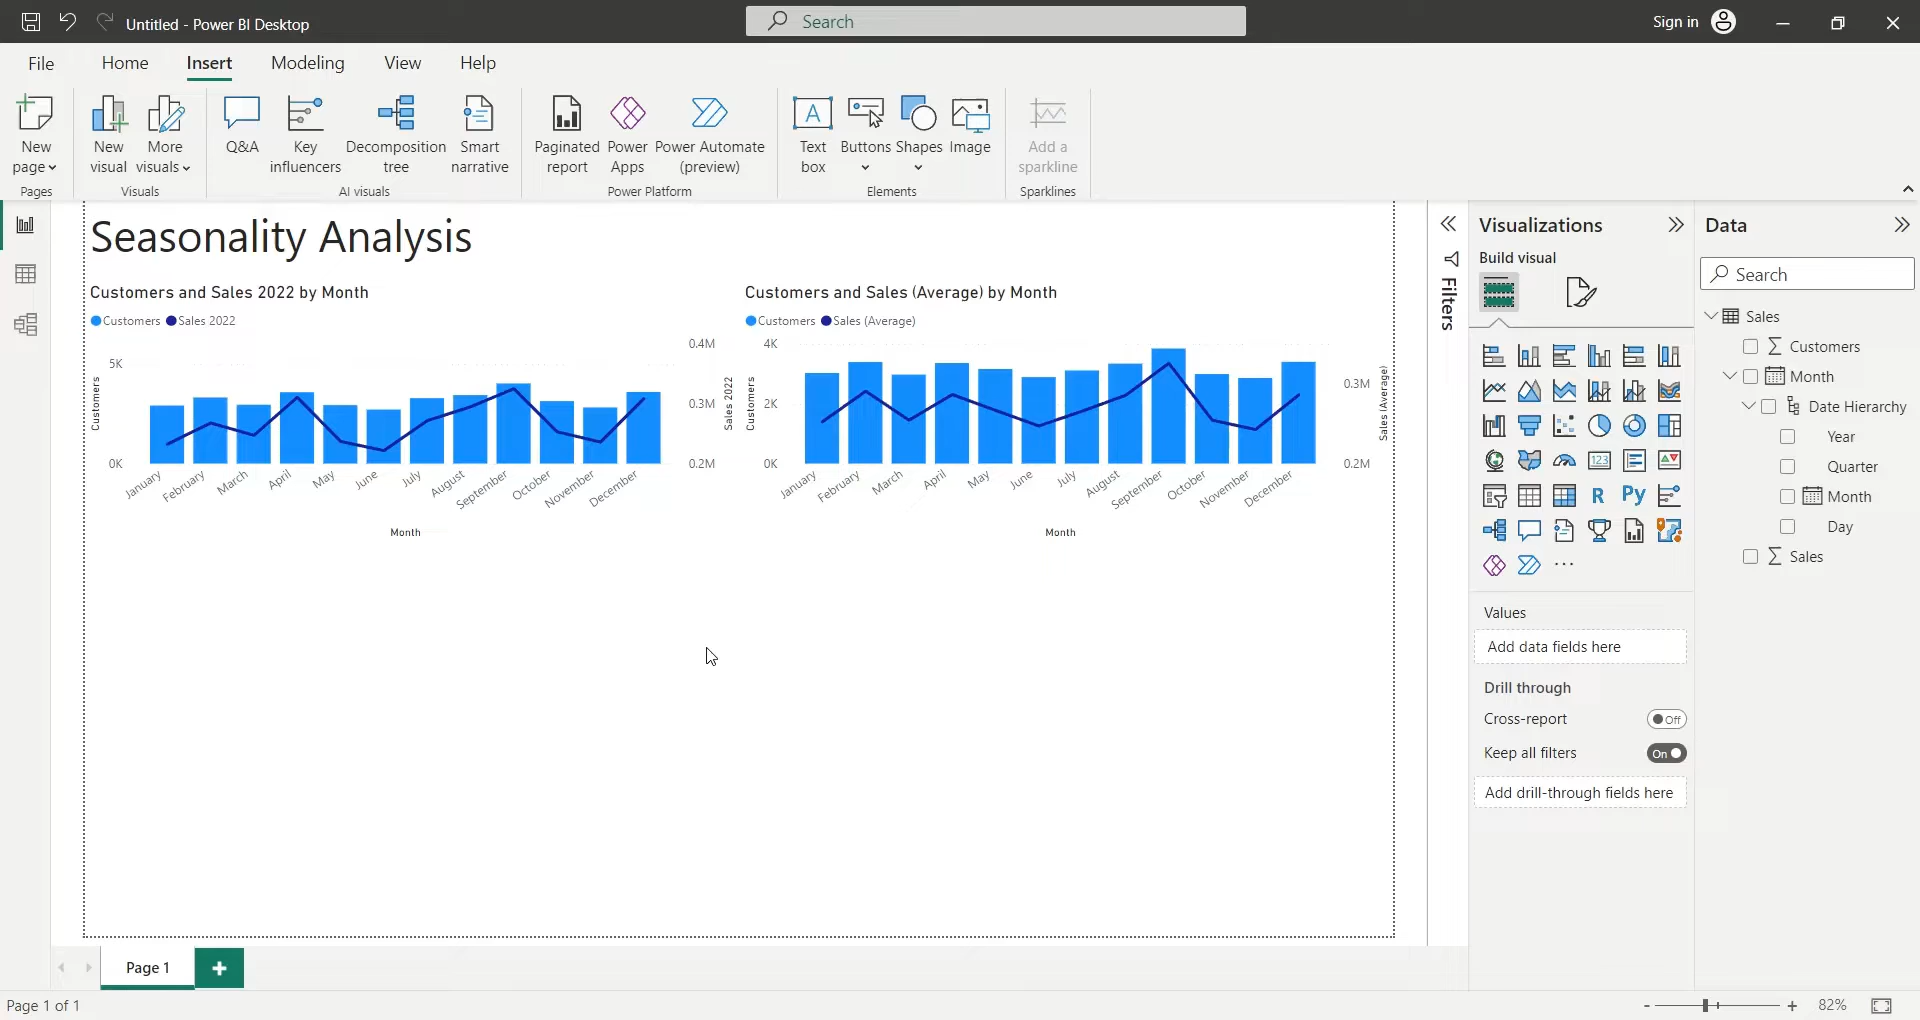 Untitled - Power BI Desktop
Search
Sign in
File Home Insert Modeling View Help
New page
New visual
More visuals
Q&A
Key influencers
Decomposition tree
Smart narrative
Paginated report
Power Apps
Power Automate (preview)
Text box
Buttons
Shapes
Image
Add a sparkline
Pages
Visuals
AI visuals
Power Platform
Elements
Sparklines
Seasonality Analysis
Customers and Sales 2022 by Month
Customers Sales 2022
5K
0K
Customers
0.4M
0.3M
0.2M
Sales 2022
January February March April May June July August September October November December
Month
Customers and Sales (Average) by Month
Customers Sales (Average)
4K
2K
0K
Customers
0.3M
0.2M
Sales (Average)
January February March April May June July August September October November December
Month
Filters
Visualizations
Build visual
123
R
Py
...
Values
Add data fields here
Drill through
Cross-report
Off
Keep all filters
On
Add drill-through fields here
Data
Search
Sales
Σ Customers
Month
Date Hierarchy
Year
Quarter
Month
Day
Σ Sales
Page 1
+
Page 1 of 1
- + 82%